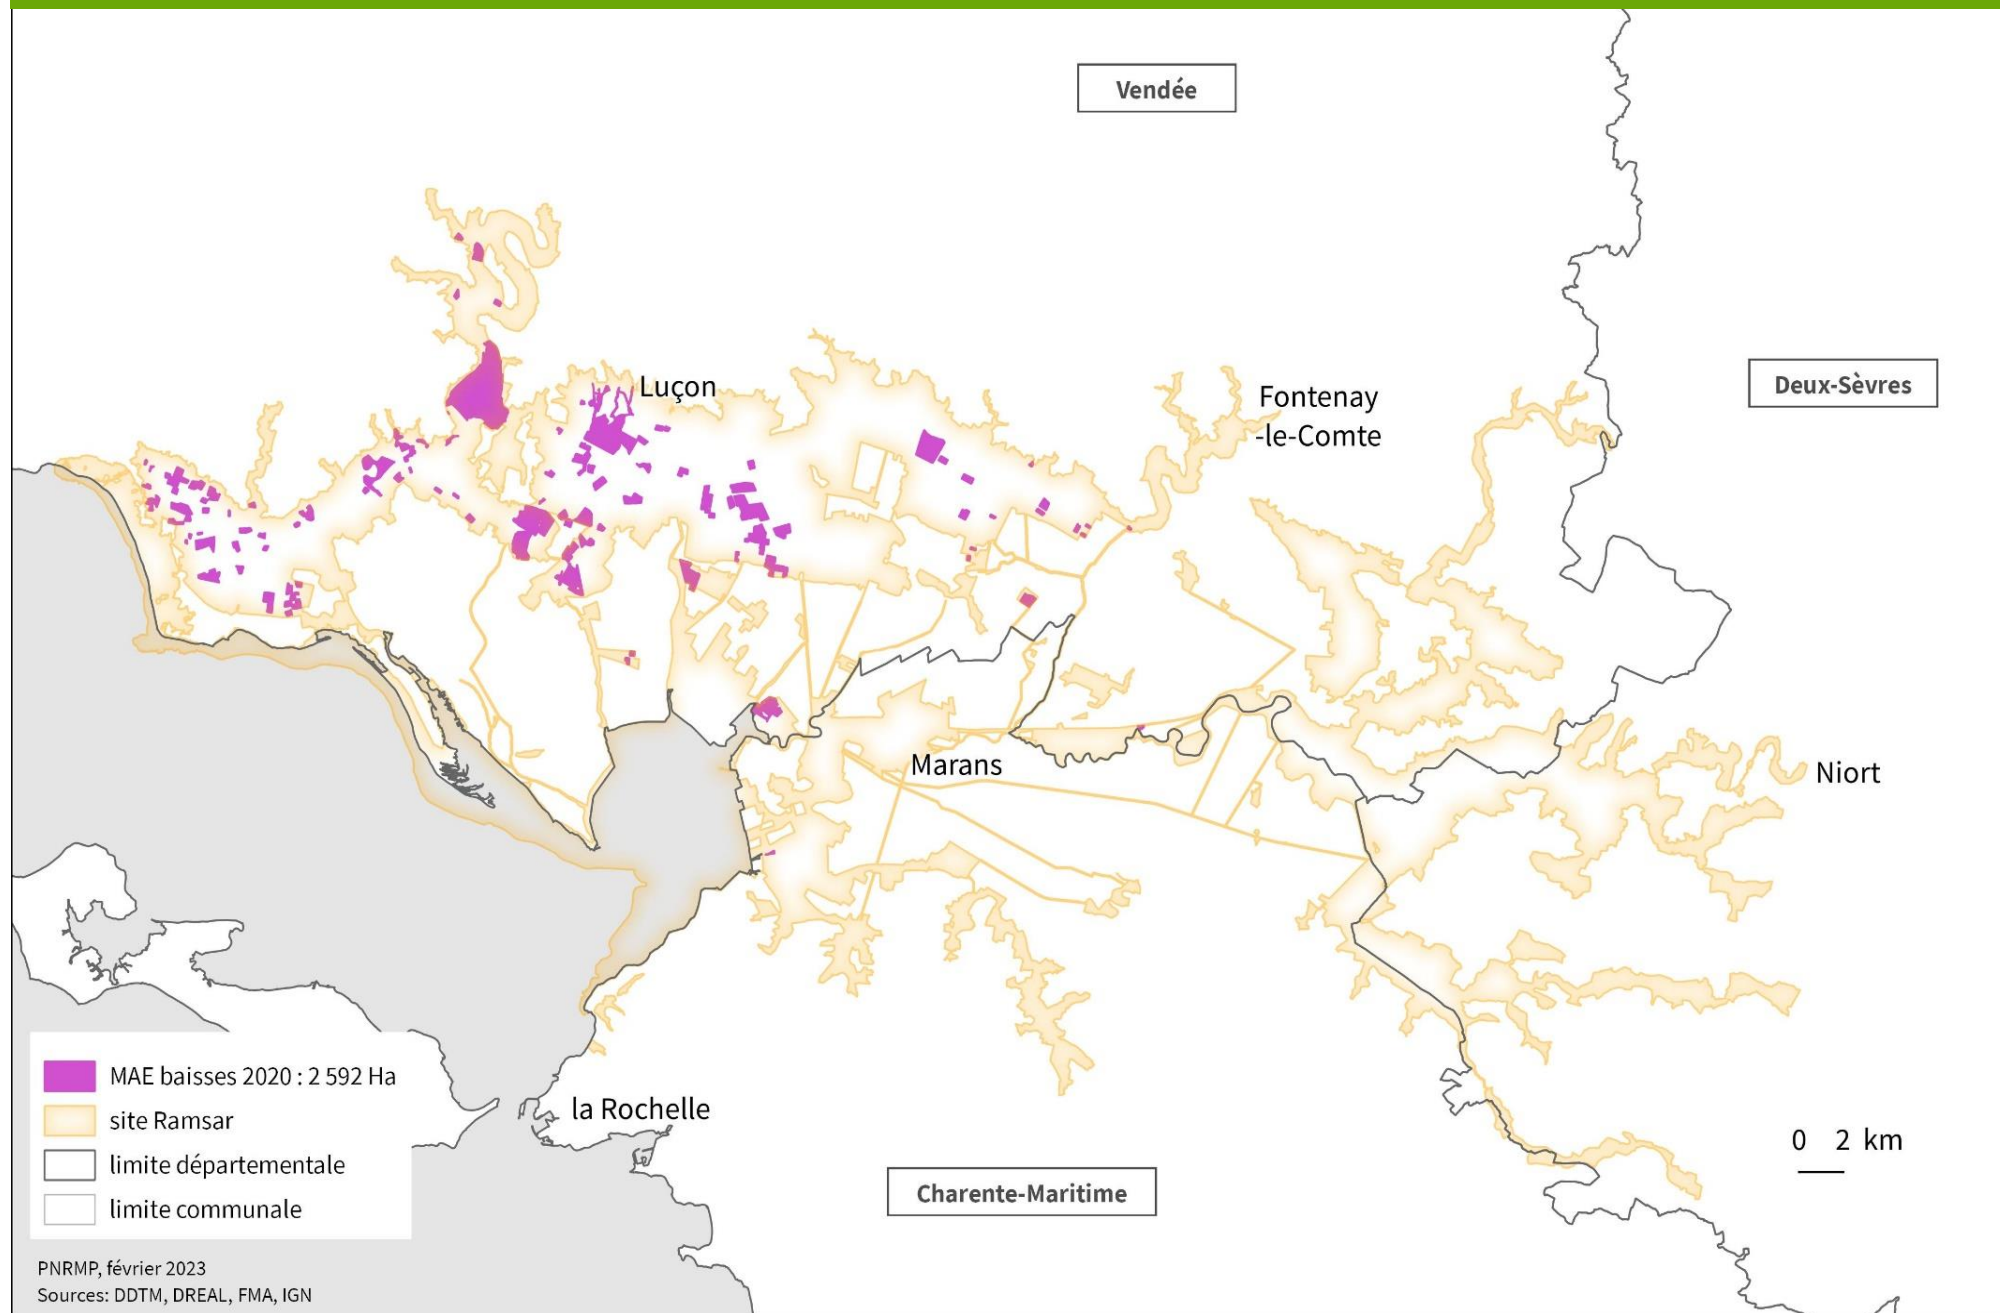 Vendée
Deux-Sèvres
Luçon
Fontenay
-le-Comte
Marans
Niort
la Rochelle
Charente-Maritime
MAE baisses 2020 : 2 592 Ha
site Ramsar
limite départementale
limite communale
0 2 km
PNRMP, février 2023
Sources: DDTM, DREAL, FMA, IGN